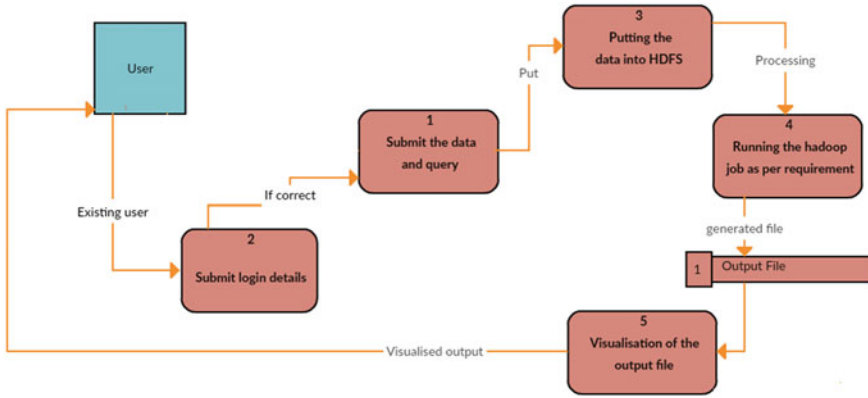 User
Existing user
2
Submit login details
If correct
1
Submit the data
and query
Put
3
Putting the
data into HDFS
Processing
4
Running the hadoop
job as per requirement
generated file
1
Output File
5
Visualisation of the
output file
Visualised output